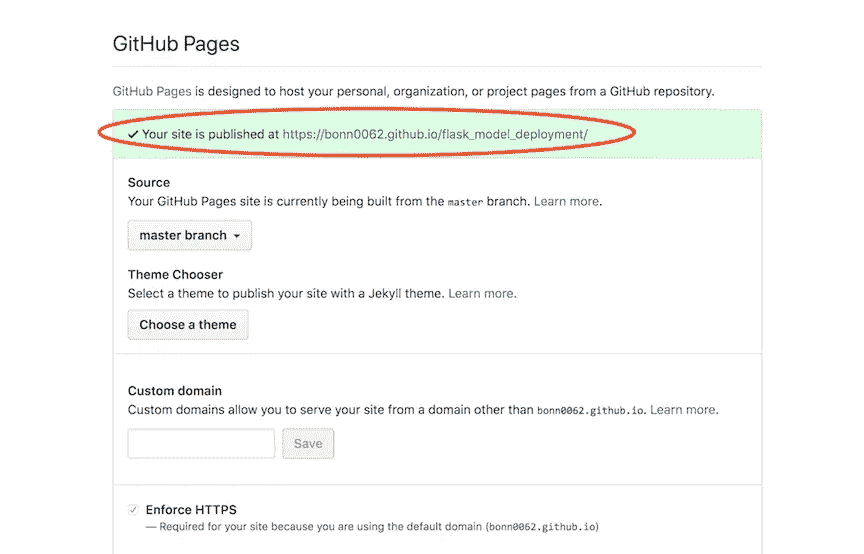 GitHub Pages
GitHub Pages is designed to host your personal, organization, or project pages from a GitHub repository.
✓ Your site is published at https://bonn0062.github.io/flask_model_deployment/
Source
Your GitHub Pages site is currently being built from the master branch. Learn more.
master branch
Theme Chooser
Select a theme to publish your site with a Jekyll theme. Learn more.
Choose a theme
Custom domain
Custom domains allow you to serve your site from a domain other than bonn0062.github.io. Learn more.
Save
Enforce HTTPS
— Required for your site because you are using the default domain (bonn0062.github.io)